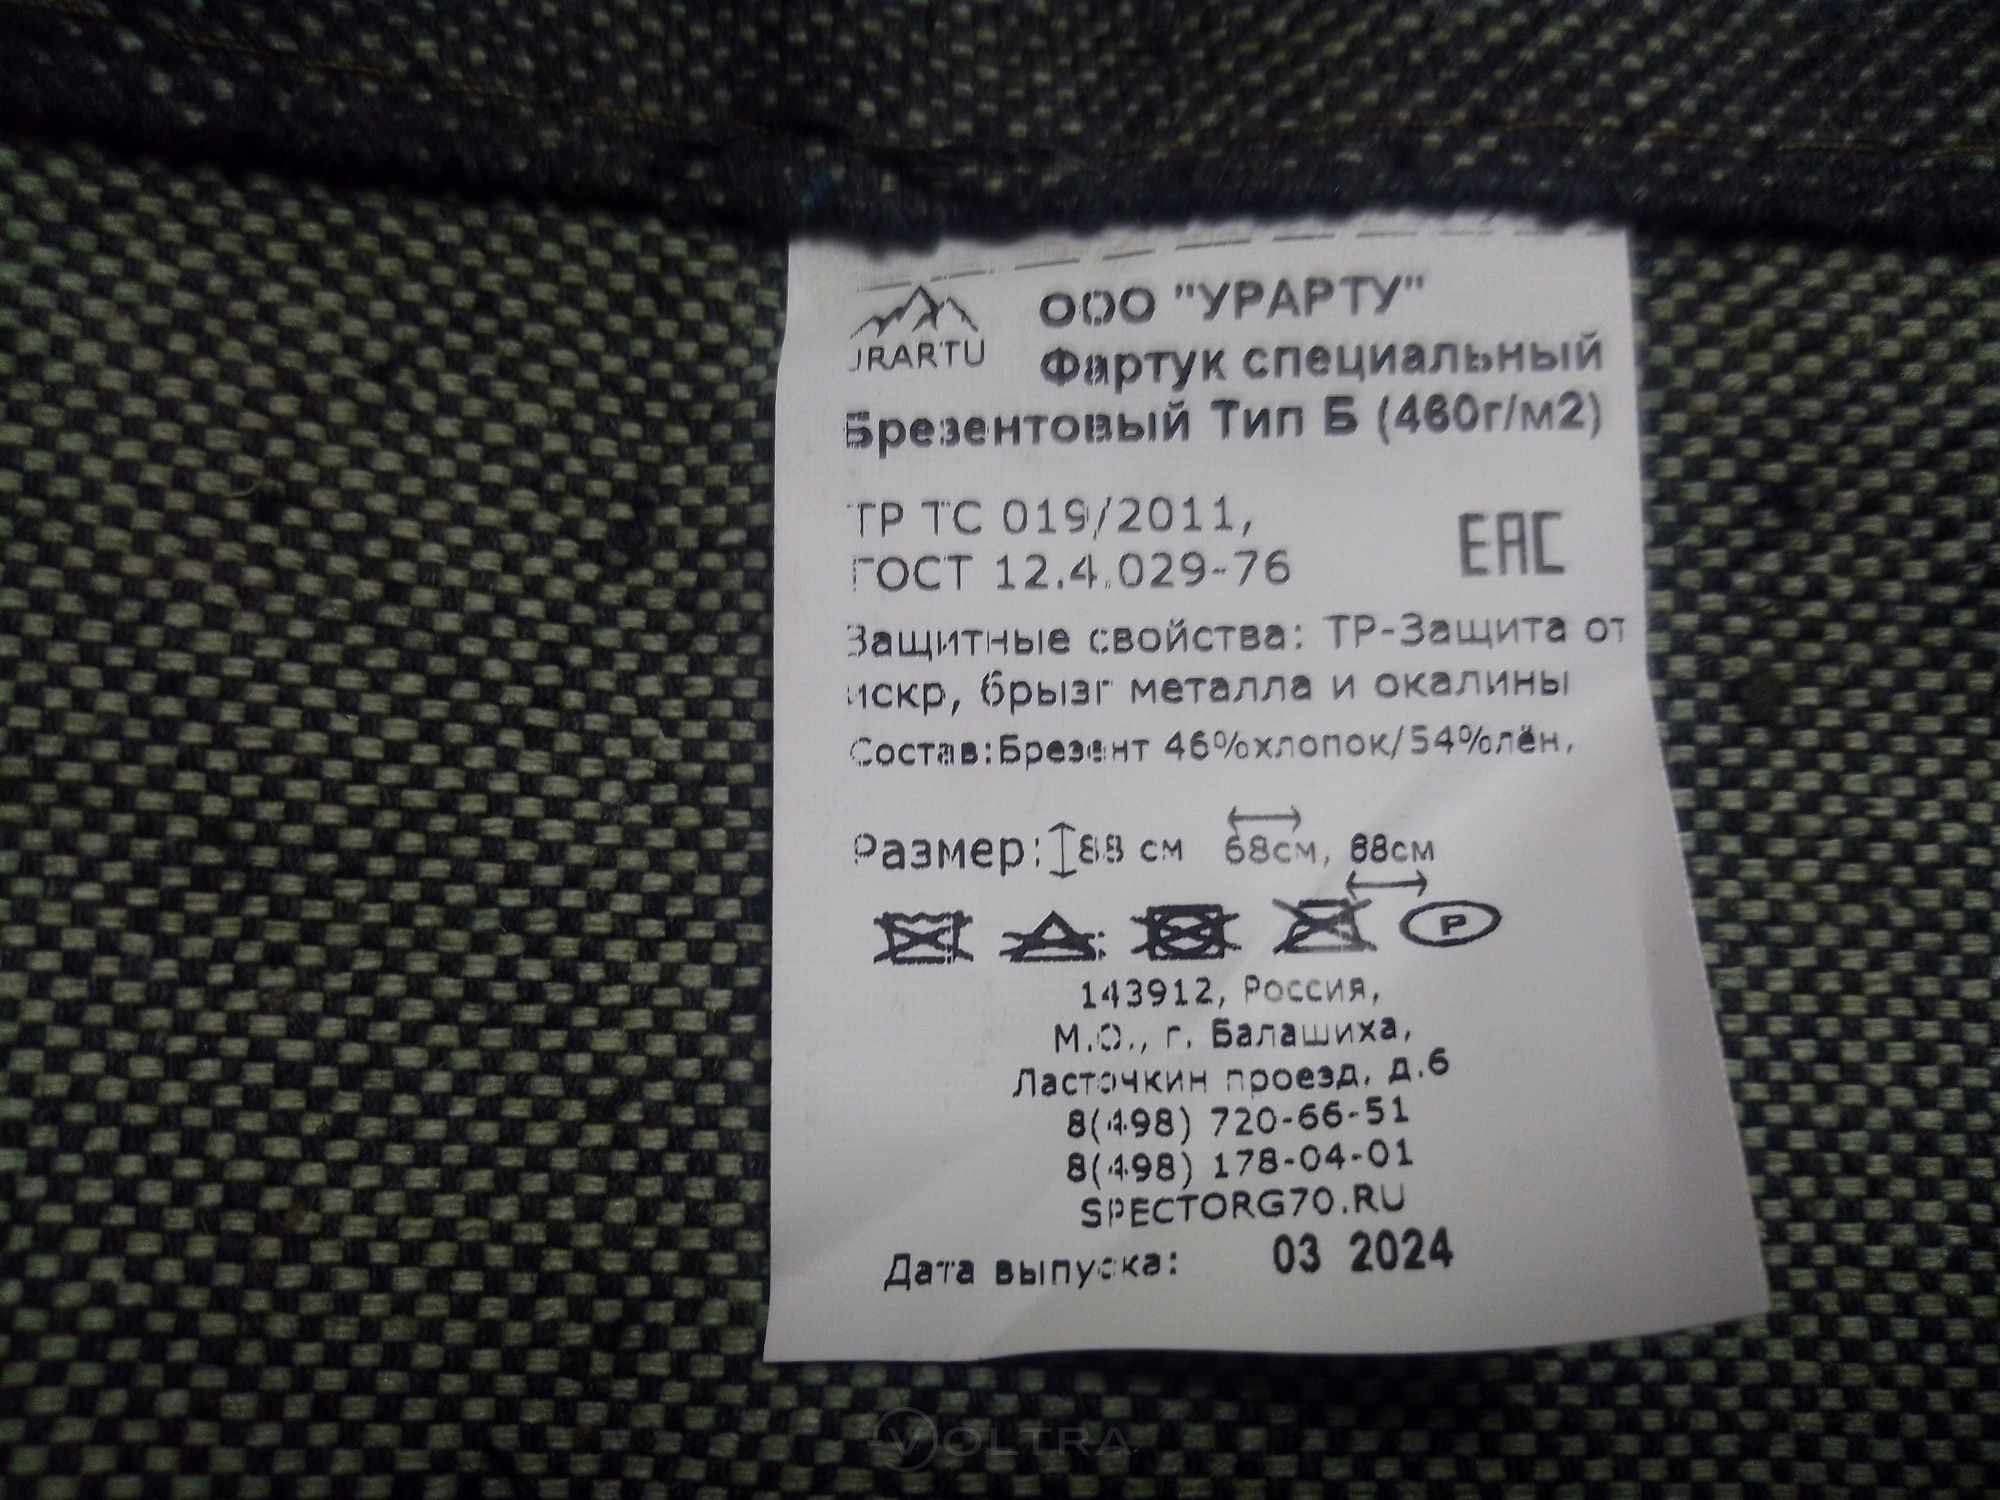 URARTU
ООО "УРАРТУ"
Фартук специальный
Брезентовый Тип Б (460г/м2)
ТР ТС 019/2011,
ГОСТ 12.4.029-76
EAC
Защитные свойства: ТР-Защита от
искр, брызг металла и окалины
Состав:Брезент 46%хлопок/54%лён,
Размер: 88 см 68см, 88см
P
143912, Россия,
М.О., г. Балашиха,
Ласточкин проезд, д.6
8(498) 720-66-51
8(498) 178-04-01
SPECTORG70.RU
Дата выпуска: 03 2024
VOLTRA